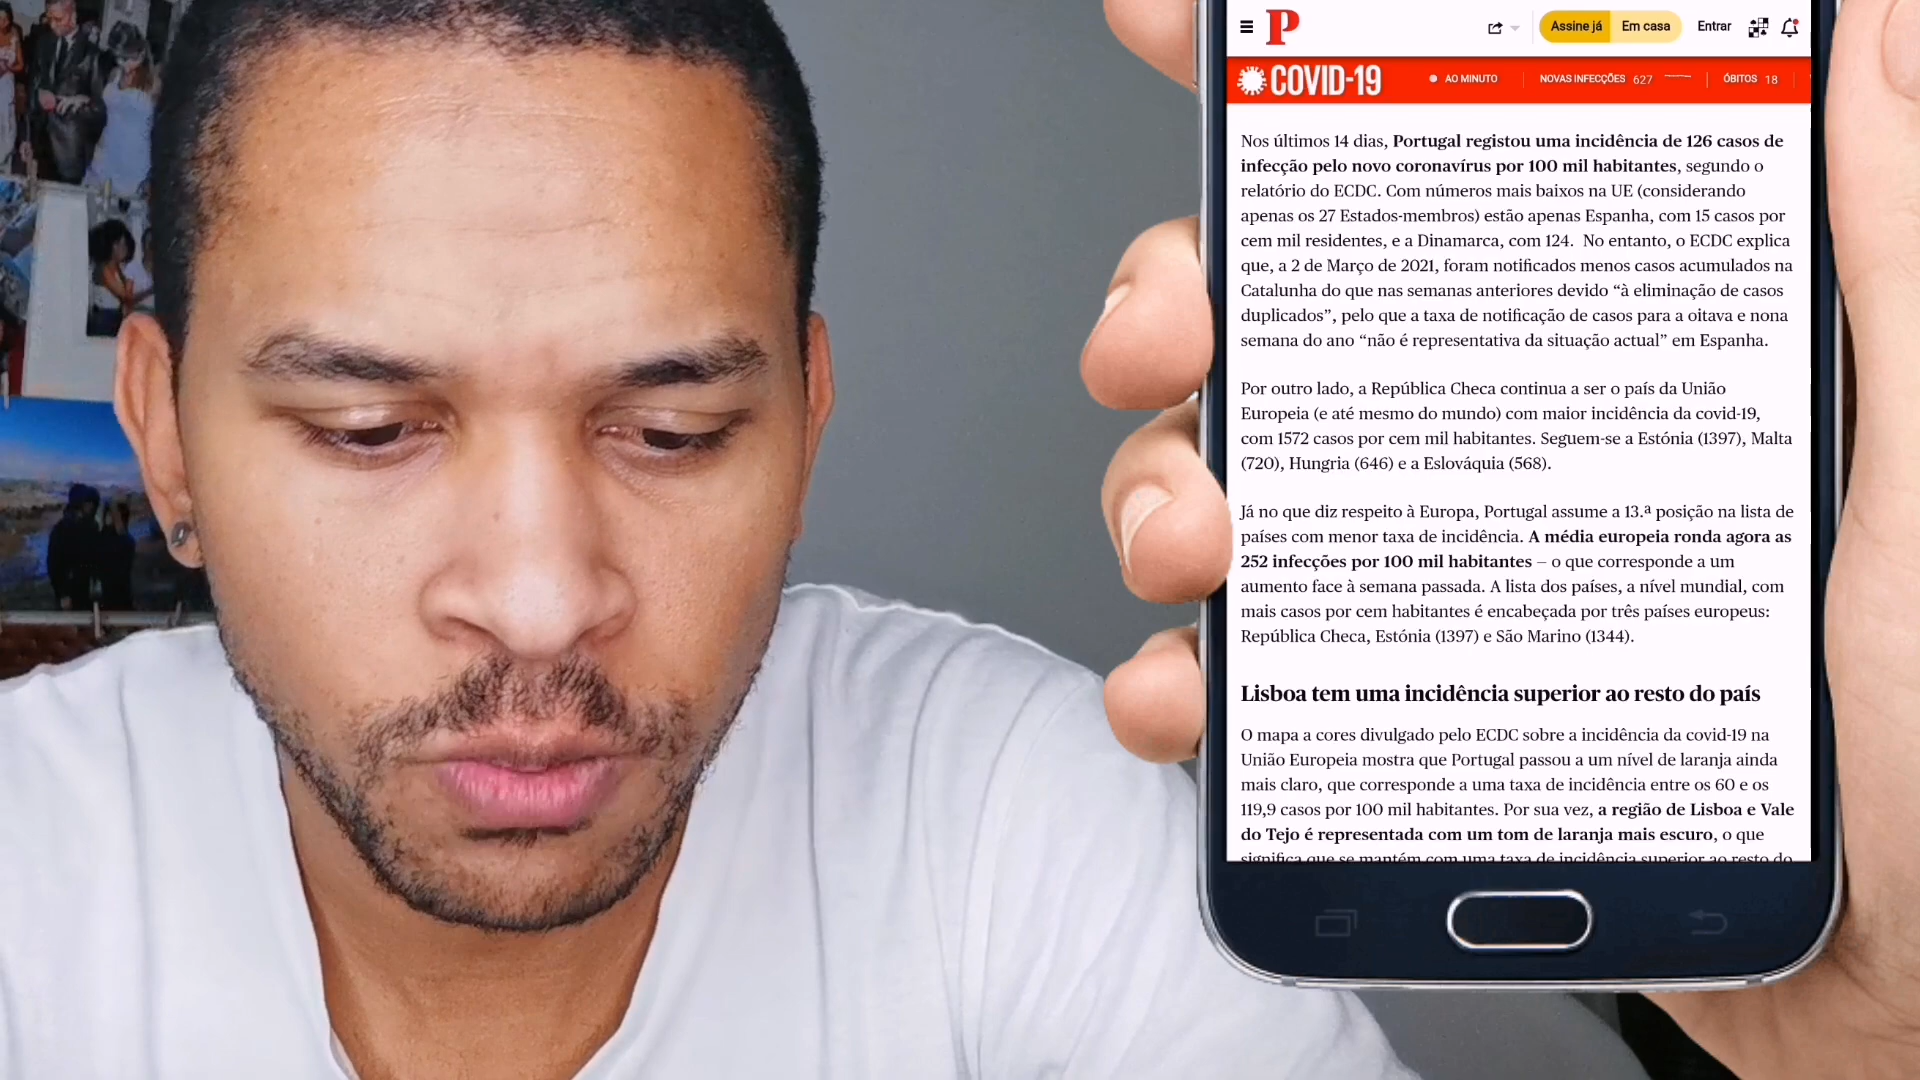 P
Assine já
Em casa
Entrar
COVID-19
AO MINUTO
NOVAS INFECÇÕES 627
ÓBITOS 18
Nos últimos 14 dias, Portugal registou uma incidência de 126 casos de
infecção pelo novo coronavírus por 100 mil habitantes, segundo o
relatório do ECDC. Com números mais baixos na UE (considerando
apenas os 27 Estados-membros) estão apenas Espanha, com 15 casos por
cem mil residentes, e a Dinamarca, com 124. No entanto, o ECDC explica
que, a 2 de Março de 2021, foram notificados menos casos acumulados na
Catalunha do que nas semanas anteriores devido “à eliminação de casos
duplicados”, pelo que a taxa de notificação de casos para a oitava e nona
semana do ano “não é representativa da situação actual” em Espanha.
Por outro lado, a República Checa continua a ser o país da União
Europeia (e até mesmo do mundo) com maior incidência da covid-19,
com 1572 casos por cem mil habitantes. Seguem-se a Estónia (1397), Malta
(720), Hungria (646) e a Eslováquia (568).
Já no que diz respeito à Europa, Portugal assume a 13.ª posição na lista de
países com menor taxa de incidência. A média europeia ronda agora as
252 infecções por 100 mil habitantes – o que corresponde a um
aumento face à semana passada. A lista dos países, a nível mundial, com
mais casos por cem habitantes é encabeçada por três países europeus:
República Checa, Estónia (1397) e São Marino (1344).
Lisboa tem uma incidência superior ao resto do país
O mapa a cores divulgado pelo ECDC sobre a incidência da covid-19 na
União Europeia mostra que Portugal passou a um nível de laranja ainda
mais claro, que corresponde a uma taxa de incidência entre os 60 e os
119,9 casos por 100 mil habitantes. Por sua vez, a região de Lisboa e Vale
do Tejo é representada com um tom de laranja mais escuro, o que
significa que se mantém com uma taxa de incidência superior ao resto do